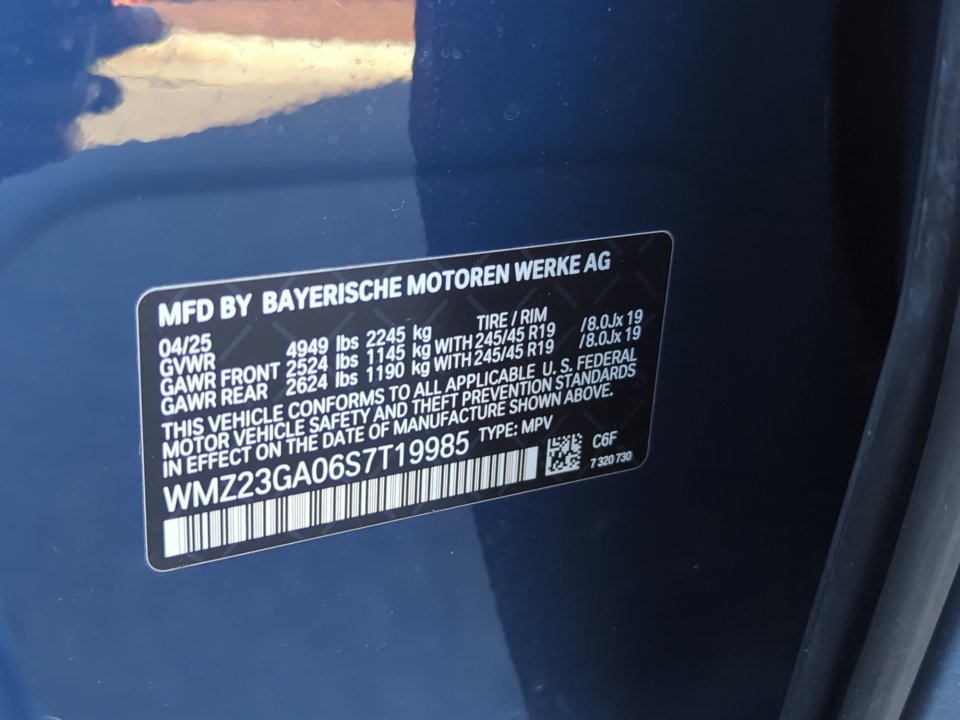 MFD BY BAYERISCHE MOTOREN WERKE AG
04/25 TIRE / RIM
GVWR 4949 lbs 2245 kg
GAWR FRONT 2524 lbs 1145 kg WITH 245/45 R19 /8.0Jx 19
GAWR REAR 2624 lbs 1190 kg WITH 245/45 R19 /8.0Jx 19
THIS VEHICLE CONFORMS TO ALL APPLICABLE U. S. FEDERAL
MOTOR VEHICLE SAFETY AND THEFT PREVENTION STANDARDS
IN EFFECT ON THE DATE OF MANUFACTURE SHOWN ABOVE.
WMZ23GA06S7T19985 TYPE: MPV
C6F
7 320 730